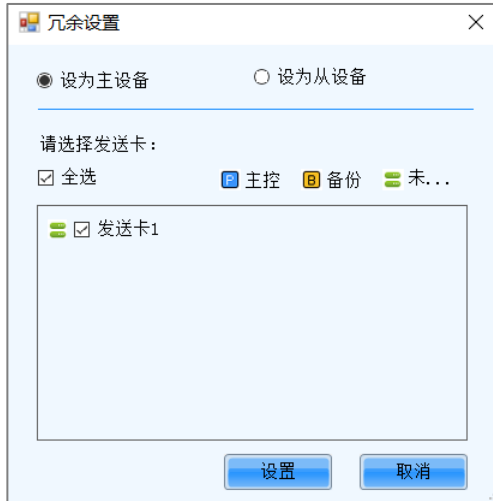 冗余设置
设为主设备 设为从设备
请选择发送卡：
全选 P 主控 B 备份 未...
发送卡1
设置 取消